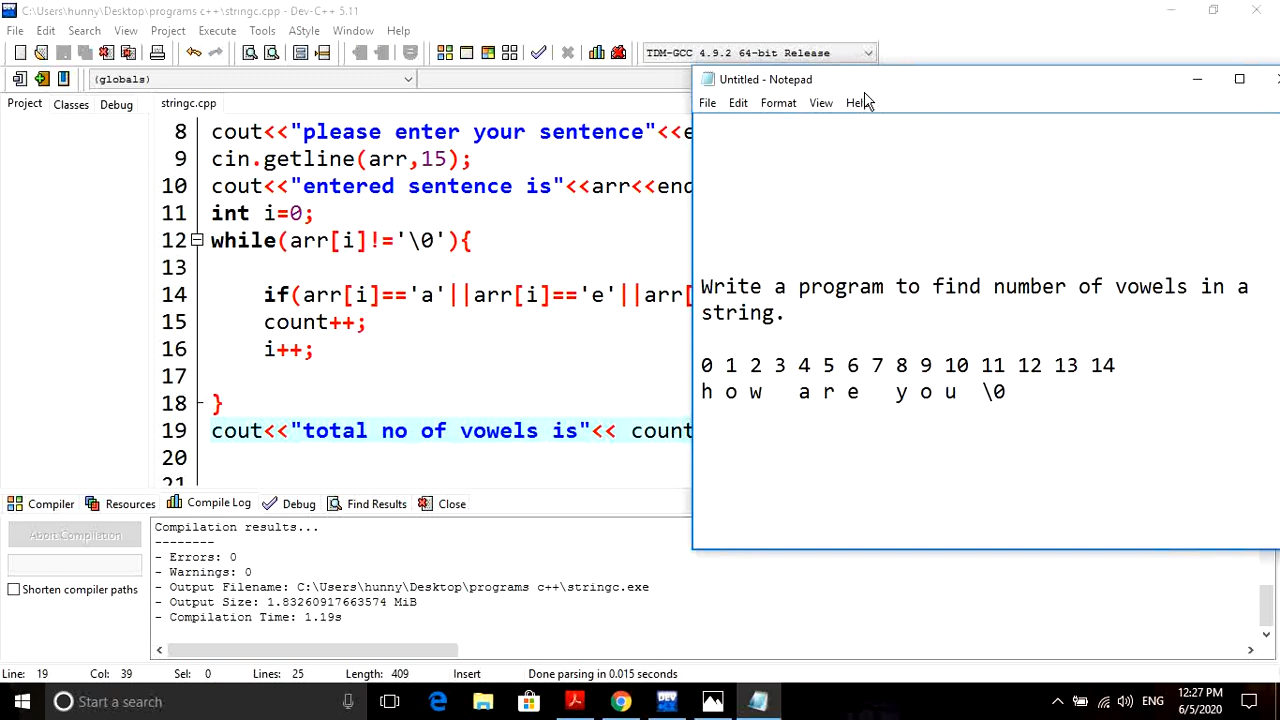 C:\Users\hunny\Desktop\programs c++\stringc.cpp - Dev-C++ 5.11
File Edit Search View Project Execute Tools AStyle Window Help
TDM-GCC 4.9.2 64-bit Release
(globals)
Project Classes Debug
stringc.cpp
8 cout<<"please enter your sentence"<<e
9 cin.getline(arr,15);
10 cout<<"entered sentence is"<<arr<<end
11 int i=0;
12 while(arr[i]!='\0'){
13
14 if(arr[i]=='a'||arr[i]=='e'||arr[
15 count++;
16 i++;
17
18 }
19 cout<<"total no of vowels is"<< count
20
21
Untitled - Notepad
File Edit Format View Help
Write a program to find number of vowels in a
string.
0 1 2 3 4 5 6 7 8 9 10 11 12 13 14
h o w a r e y o u \0
Compiler Resources Compile Log Debug Find Results Close
Abort Compilation
Shorten compiler paths
Compilation results...
--------
- Errors: 0
- Warnings: 0
- Output Filename: C:\Users\hunny\Desktop\programs c++\stringc.exe
- Output Size: 1.83260917663574 MiB
- Compilation Time: 1.19s
Line: 19 Col: 39 Sel: 0 Lines: 25 Length: 409 Insert Done parsing in 0.015 seconds
Start a search
DEV
ENG
12:27 PM
6/5/2020